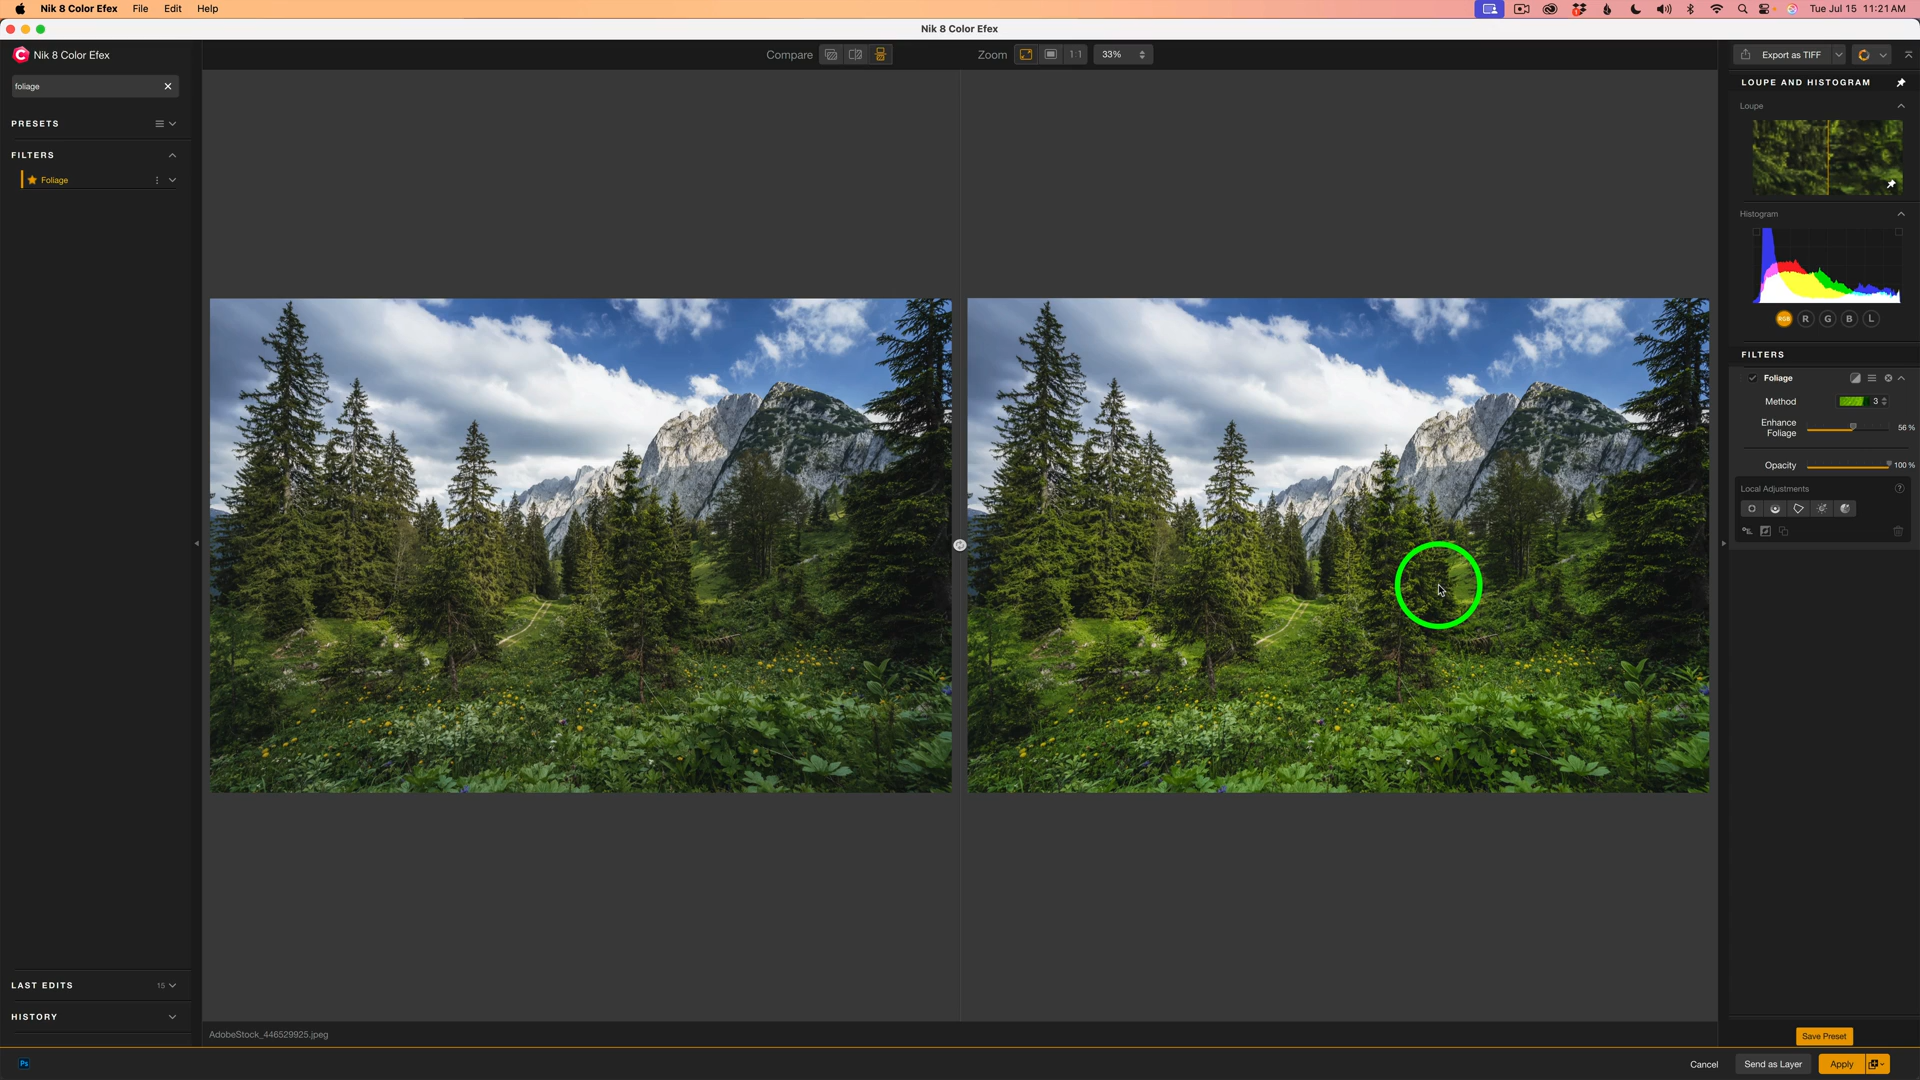 Nik 8 Color Efex File Edit Help Tue Jul 15 11:21 AM
Nik 8 Color Efex
Nik 8 Color Efex
Compare
Zoom 1:1 33%
Export as TIFF
foliage
PRESETS
FILTERS
Foliage
LOUPE AND HISTOGRAM
Loupe
Histogram
RGB R G B L
FILTERS
Foliage
Method 3
Enhance
Foliage 56 %
Opacity 100 %
Local Adjustments ?
LAST EDITS 15
HISTORY
AdobeStock_446529925.jpeg
Save Preset
Ps
Cancel Send as Layer Apply